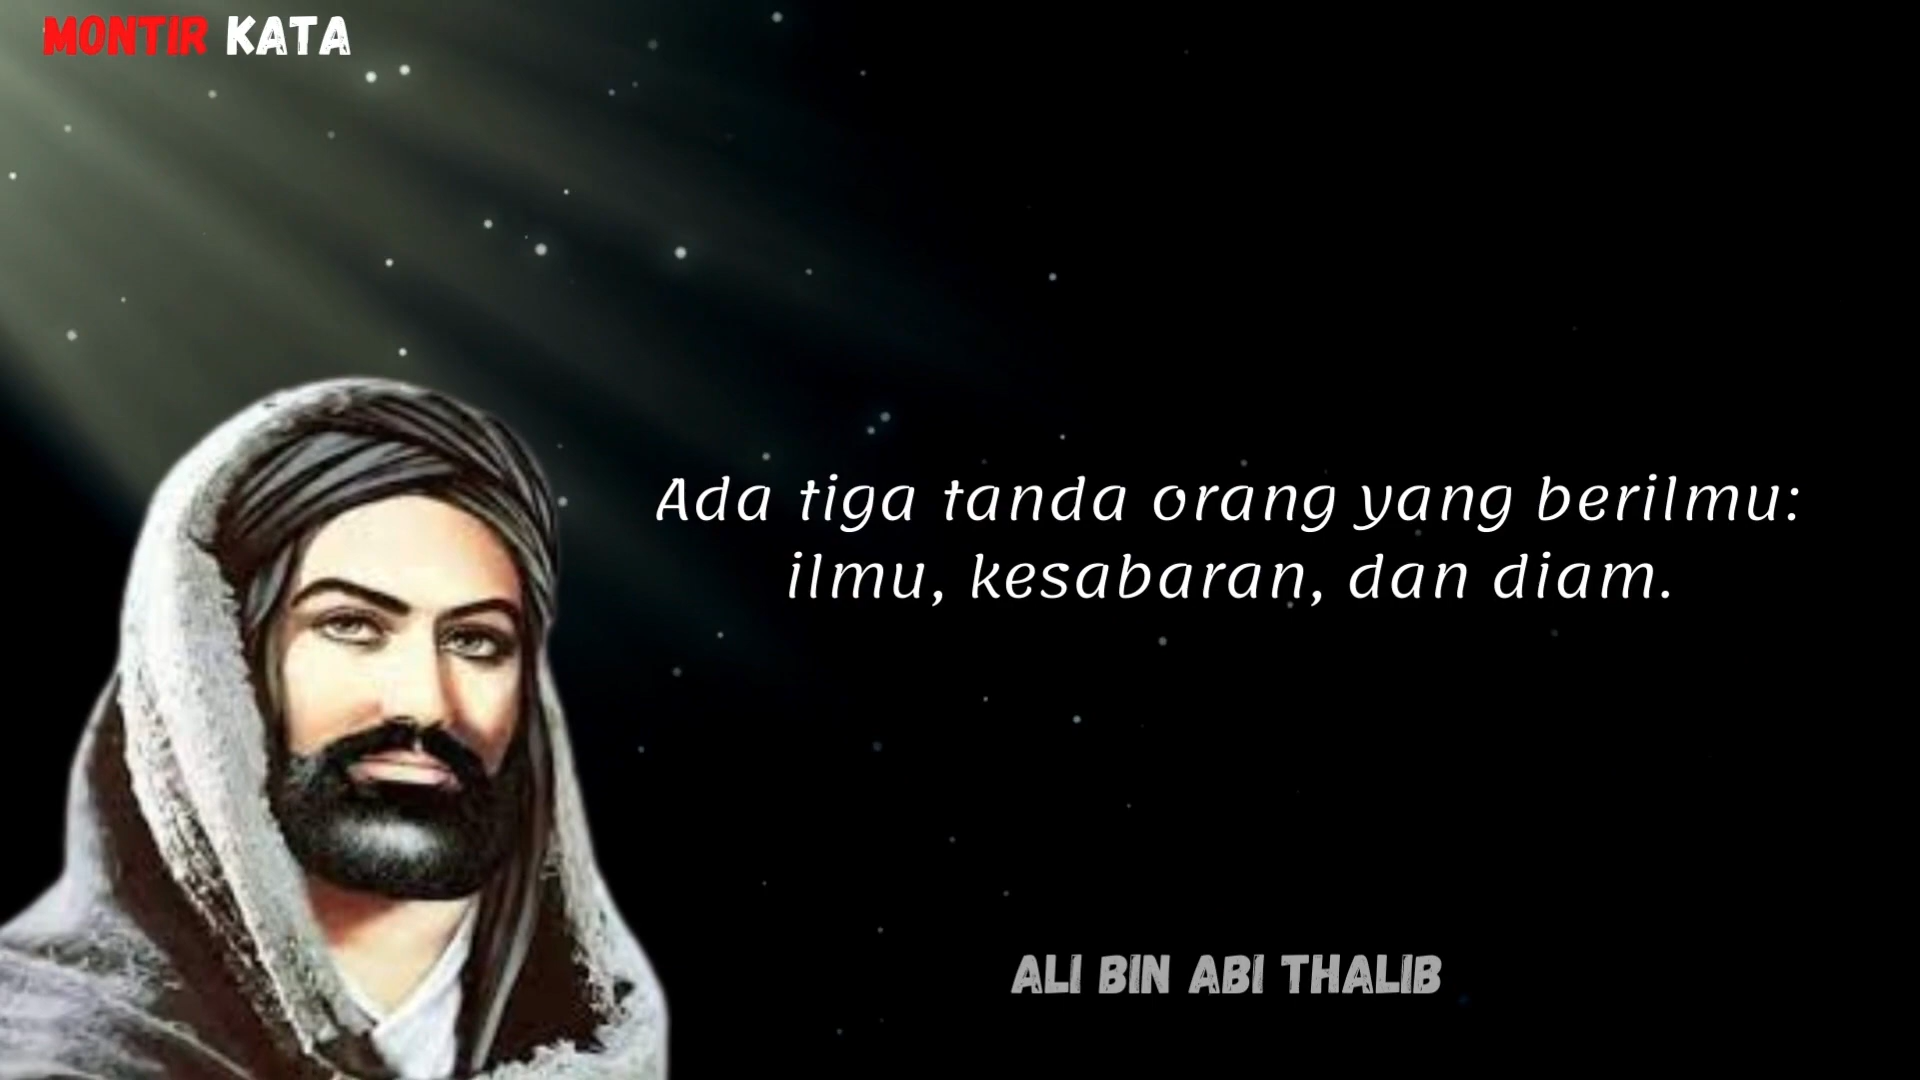 MONTIR KATA
Ada tiga tanda orang yang berilmu:
ilmu, kesabaran, dan diam.
ALI BIN ABI THALIB